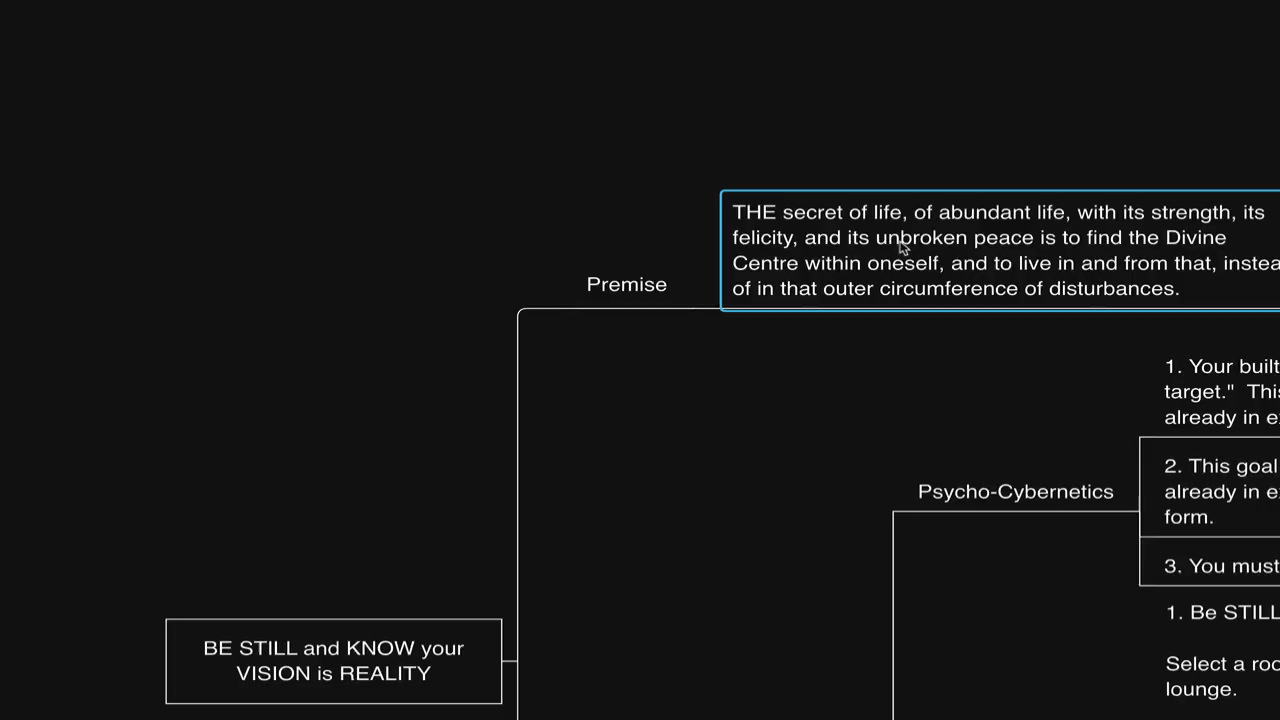 THE secret of life, of abundant life, with its strength, its
felicity, and its unbroken peace is to find the Divine
Centre within oneself, and to live in and from that, instea
of in that outer circumference of disturbances.
Premise
1. Your built
target." This
already in e
Psycho-Cybernetics
2. This goal
already in e
form.
3. You must
1. Be STILL
BE STILL and KNOW your
VISION is REALITY
Select a roo
lounge.